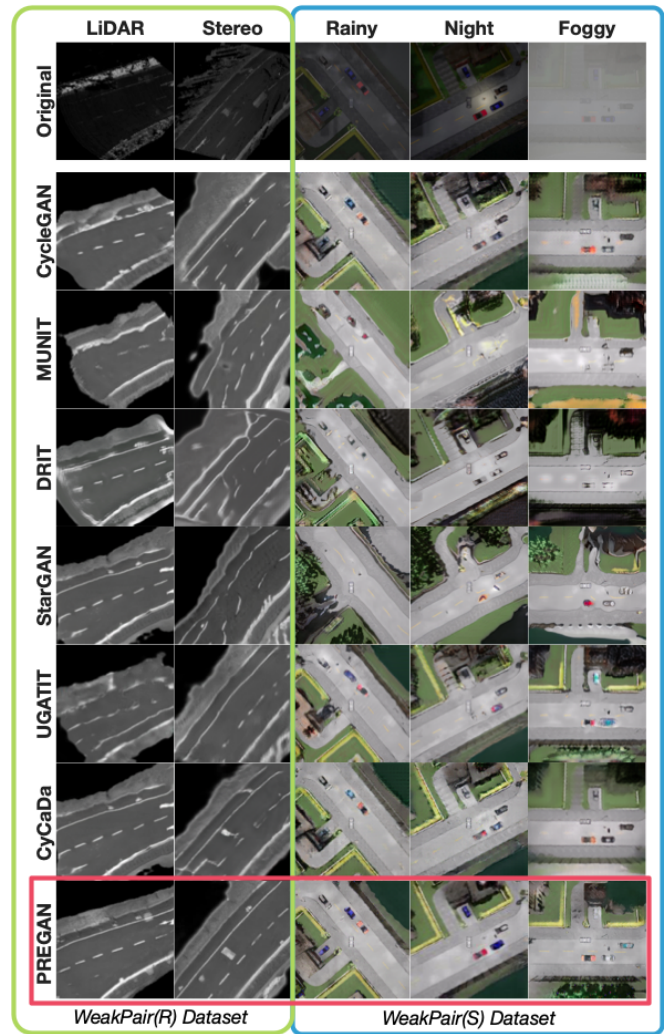 LiDAR Stereo Rainy Night Foggy
Original
CycleGAN
MUNIT
DRIT
StarGAN
UGATIT
CyCaDa
PREGAN
WeakPair(R) Dataset WeakPair(S) Dataset